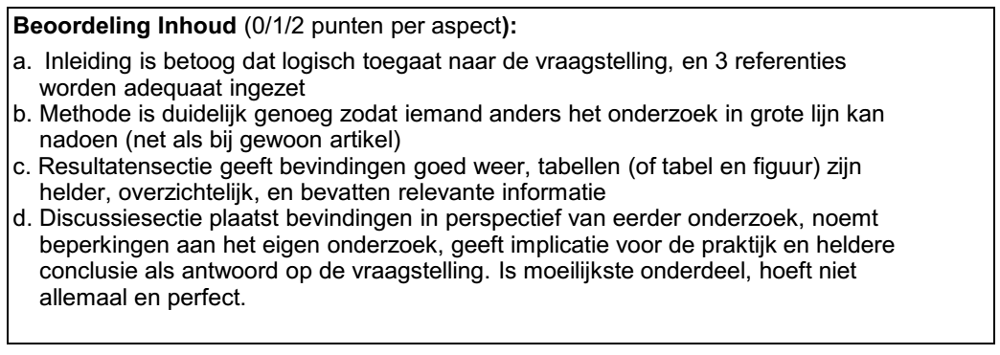 Beoordeling Inhoud (0/1/2 punten per aspect):
a. Inleiding is betoog dat logisch toegaat naar de vraagstelling, en 3 referenties
worden adequaat ingezet
b. Methode is duidelijk genoeg zodat iemand anders het onderzoek in grote lijn kan
nadoen (net als bij gewoon artikel)
c. Resultatensectie geeft bevindingen goed weer, tabellen (of tabel en figuur) zijn
helder, overzichtelijk, en bevatten relevante informatie
d. Discussiesectie plaatst bevindingen in perspectief van eerder onderzoek, noemt
beperkingen aan het eigen onderzoek, geeft implicatie voor de praktijk en heldere
conclusie als antwoord op de vraagstelling. Is moeilijkste onderdeel, hoeft niet
allemaal en perfect.